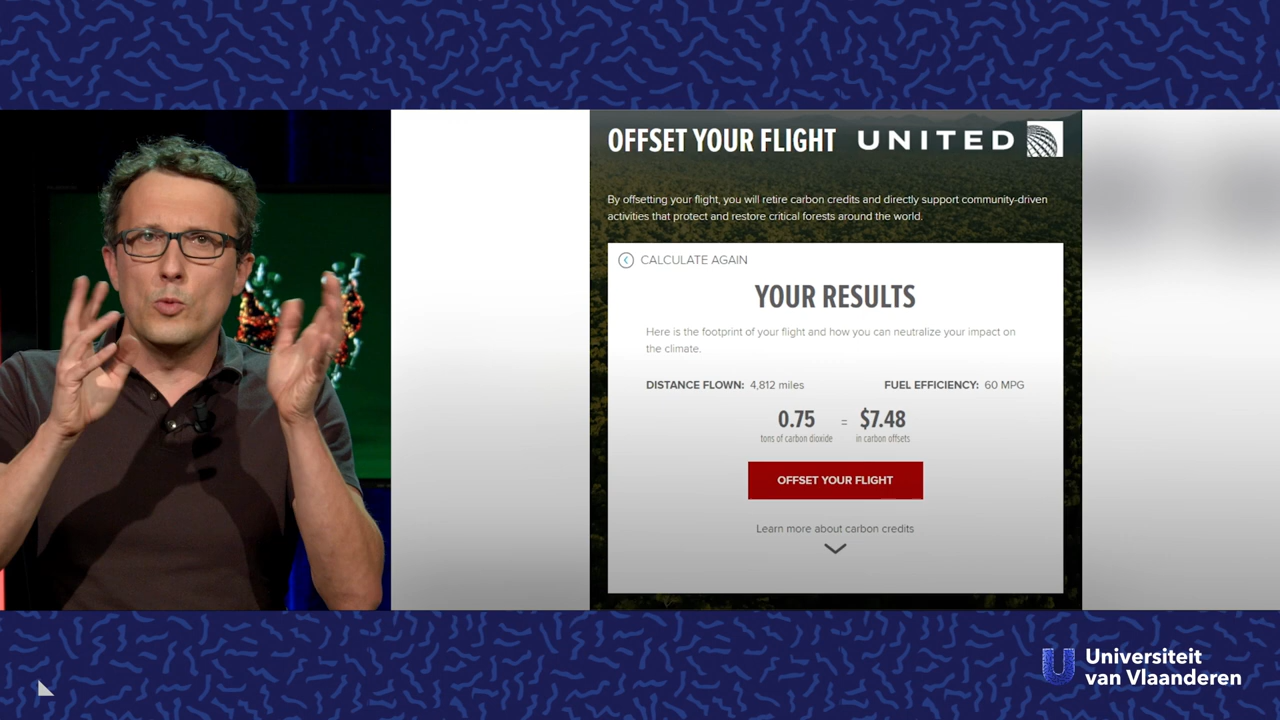 OFFSET YOUR FLIGHT UNITED
By offsetting your flight, you will retire carbon credits and directly support community-driven
activities that protect and restore critical forests around the world.
CALCULATE AGAIN
YOUR RESULTS
Here is the footprint of your flight and how you can neutralize your impact on
the climate.
DISTANCE FLOWN: 4,812 miles FUEL EFFICIENCY: 60 MPG
0.75 = $7.48
tons of carbon dioxide in carbon offsets
OFFSET YOUR FLIGHT
Learn more about carbon credits
Universiteit
van Vlaanderen